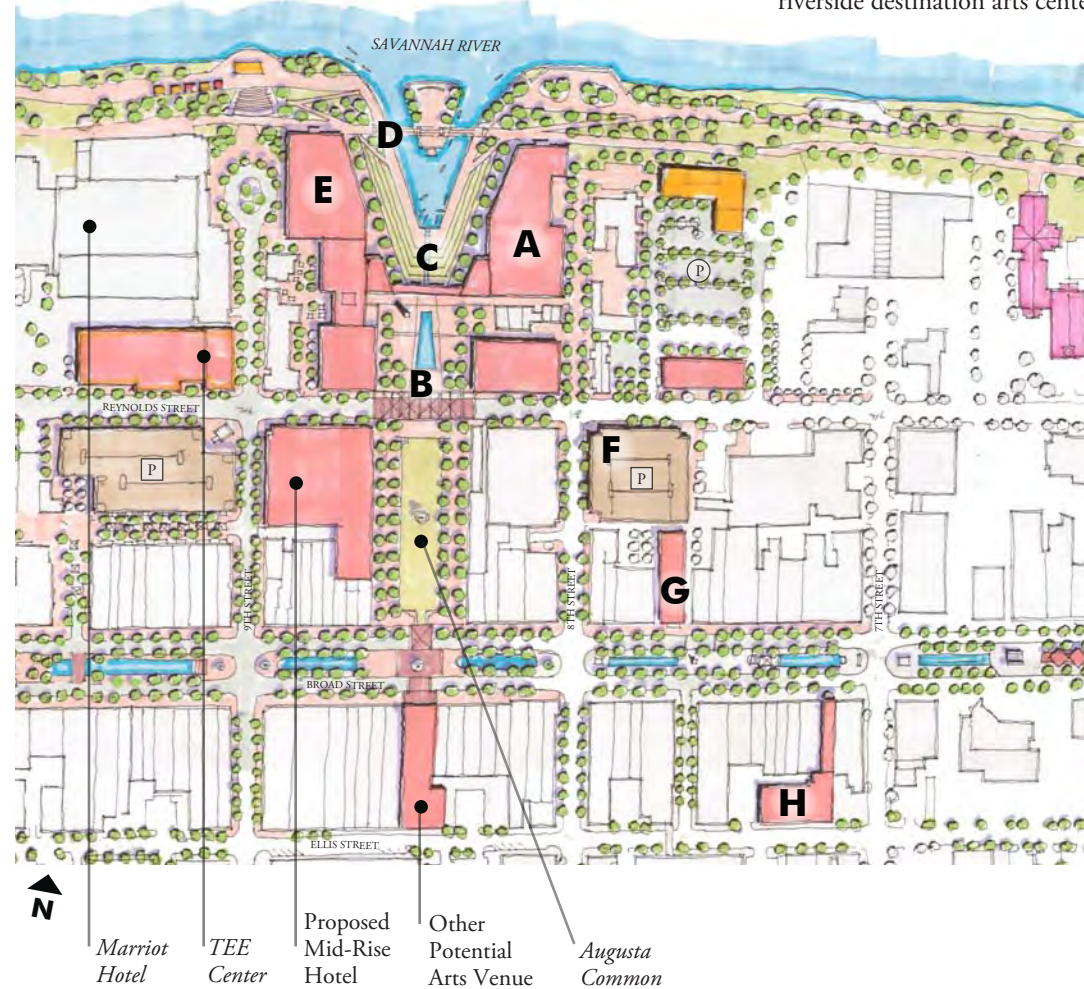 riverside destination arts cente
SAVANNAH RIVER
D
E
A
C
P
B
REYNOLDS STREET
F
P
P
G
9TH STREET
8TH STREET
7TH STREET
BROAD STREET
H
ELLIS STREET
N
Marriot
Hotel
TEE
Center
Proposed
Mid-Rise
Hotel
Other
Potential
Arts Venue
Augusta
Common